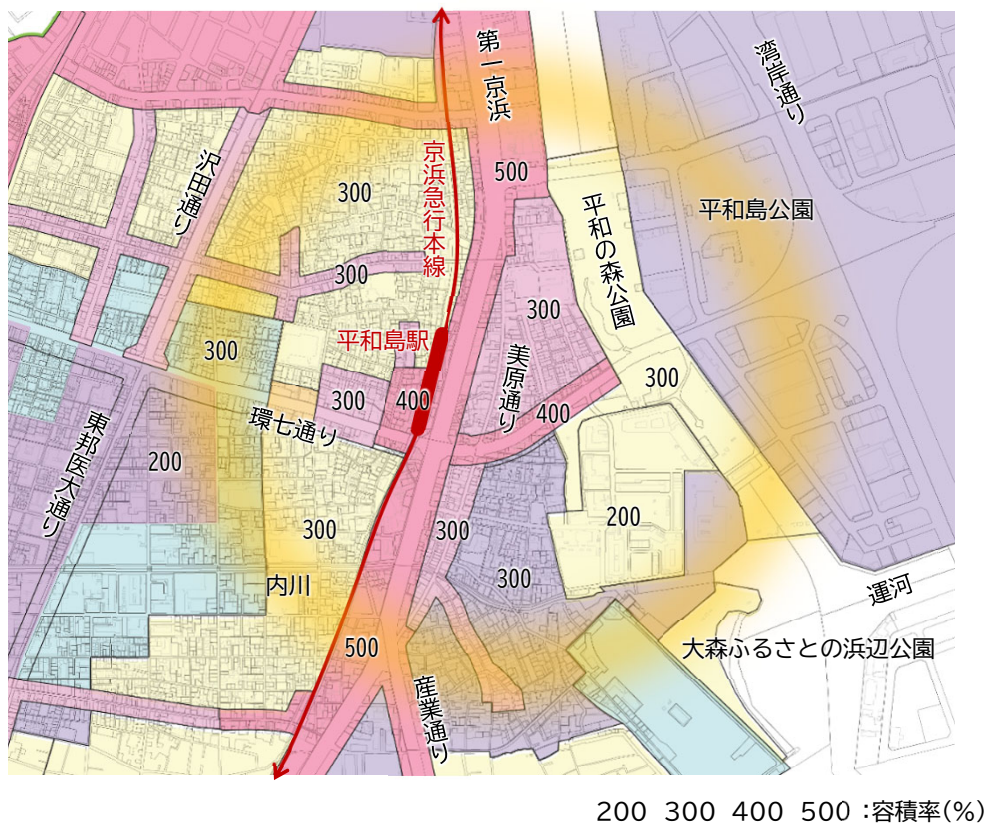 第一京浜
湾岸通り
京浜急行本線
沢田通り
500
300
平和島公園
平和の森公園
300
300
平和島駅
300
美原通り
300
300
400
400
環七通り
東邦医大通り
200
300
300
200
300
内川
運河
500
大森ふるさとの浜辺公園
産業通り
200 300 400 500 :容積率(%)